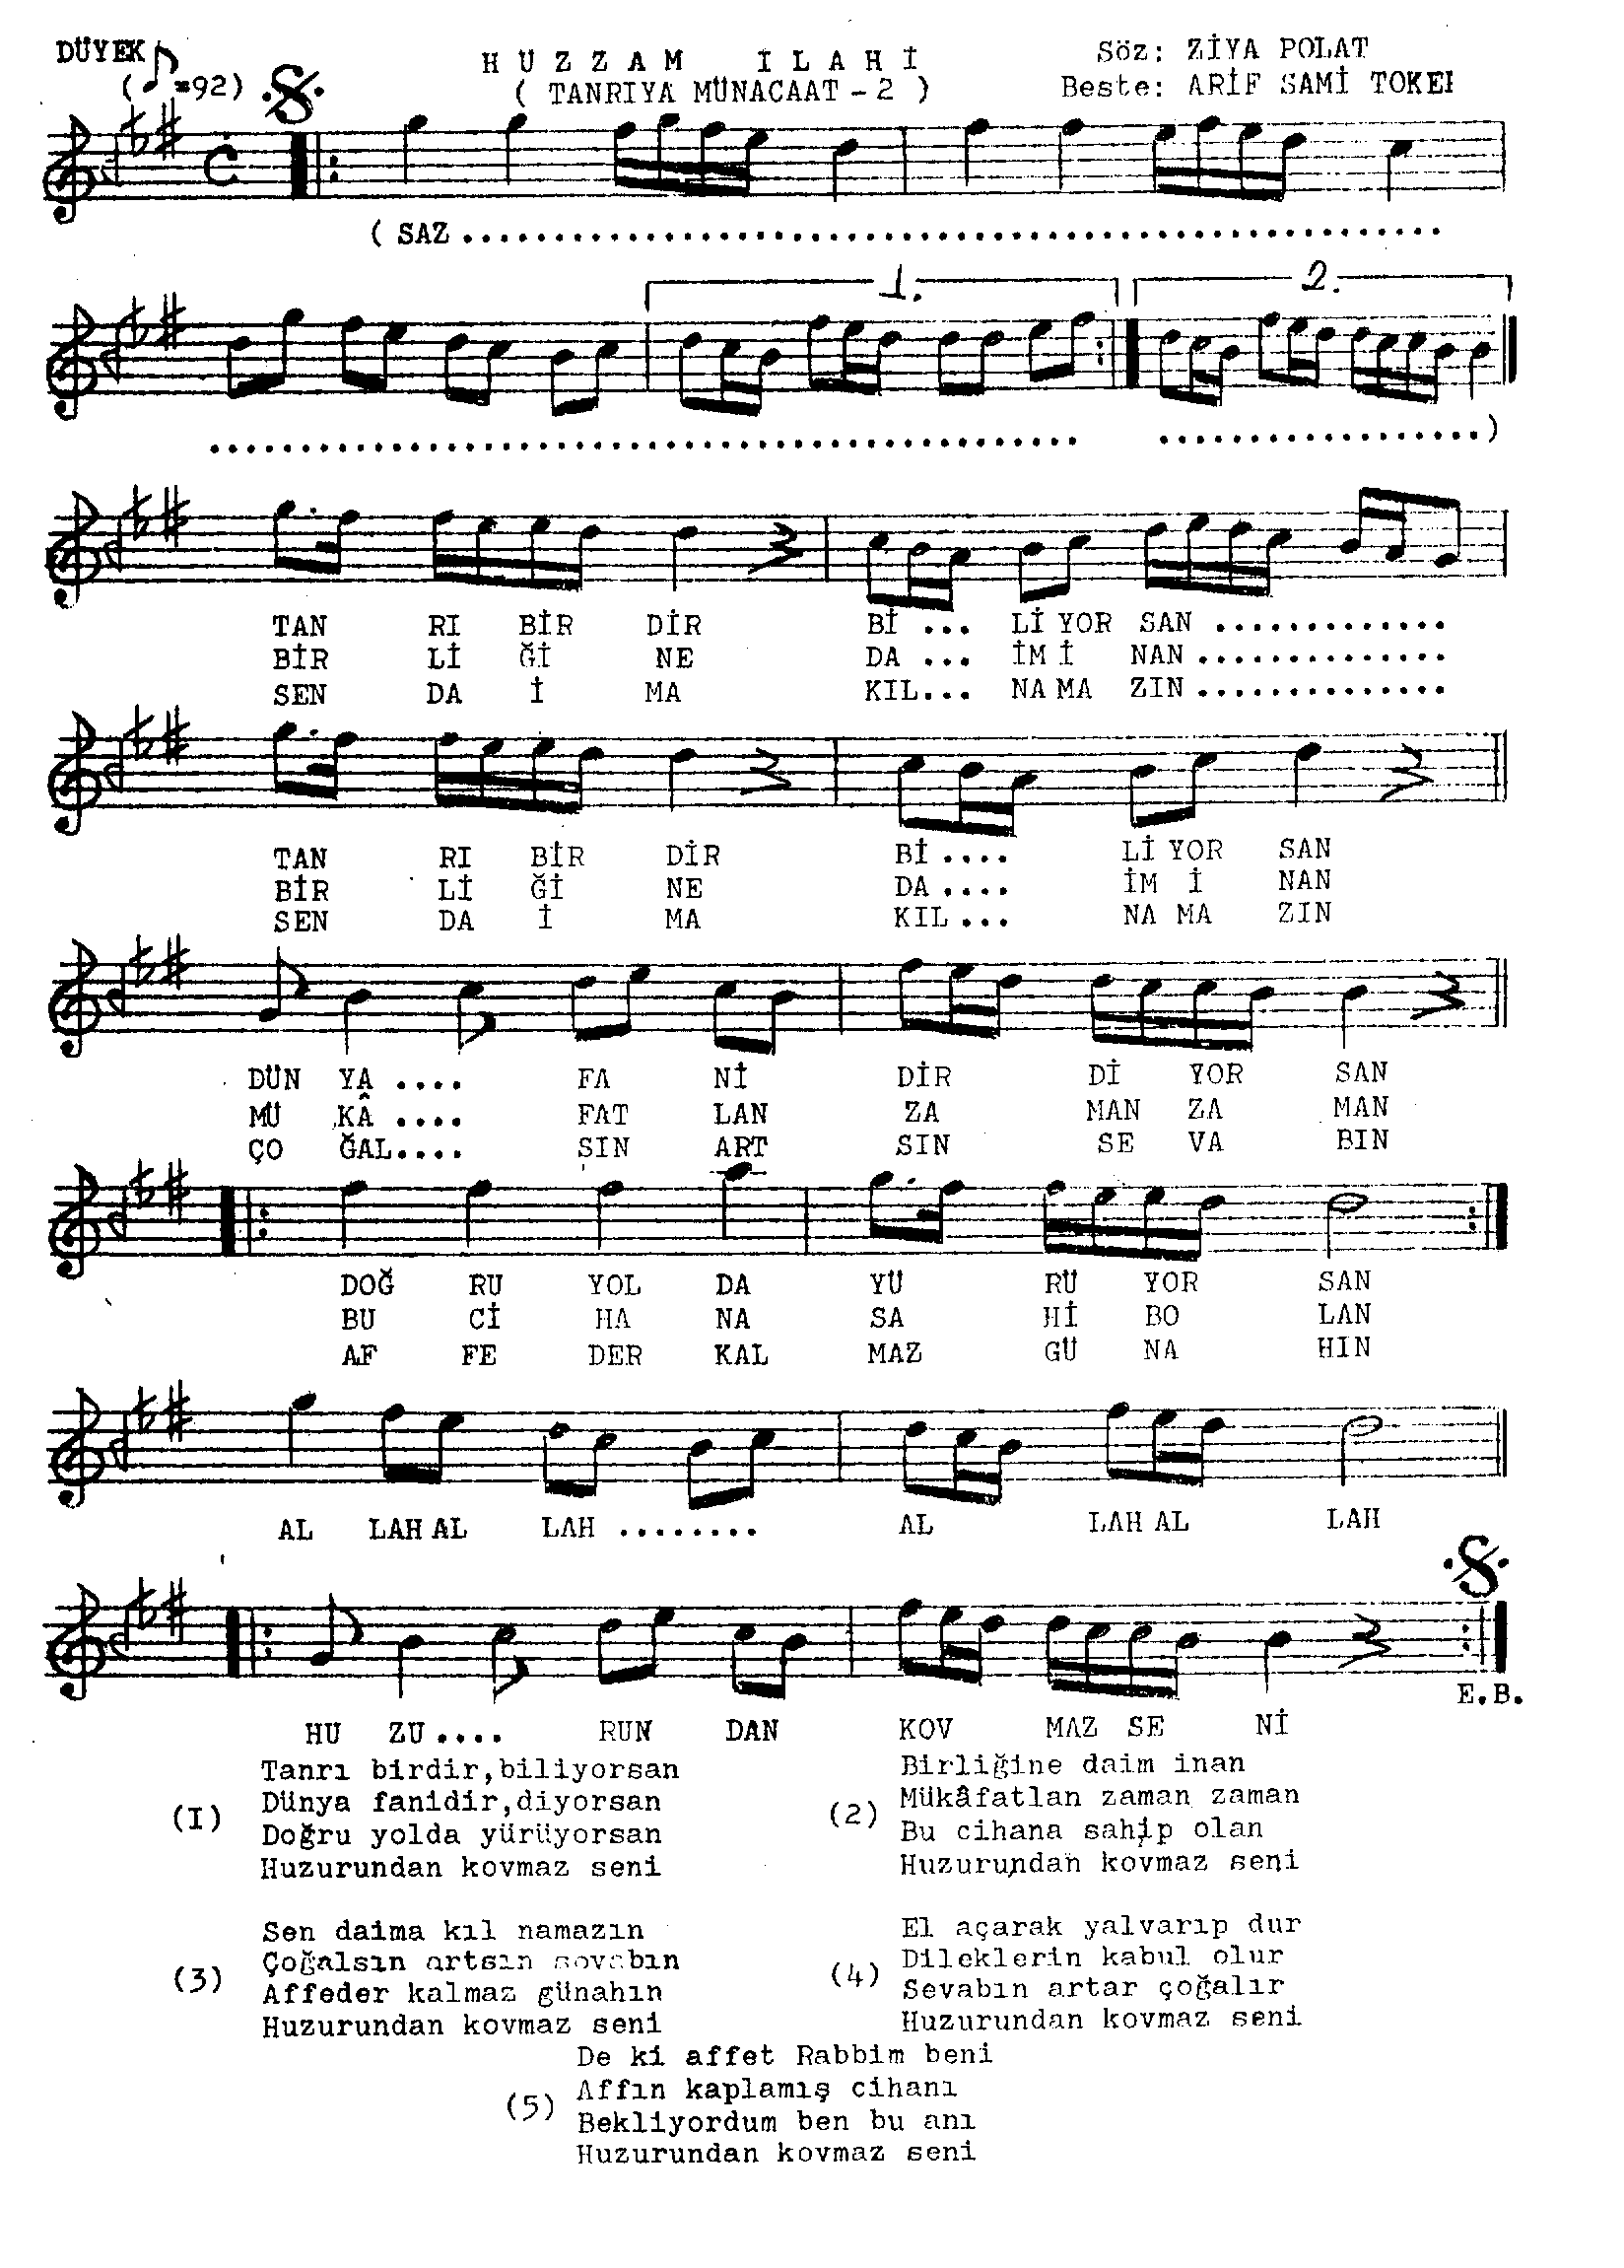 DÜYEK
(♪=92)
HÜZZAM İLAHİ
( TANRIYA MÜNACAAT - 2 )
Söz: ZİYA POLAT
Beste: ARİF SAMİ TOKER
( SAZ ......................................................
1.
2.
................................................ ..................)
TAN RI BİR DİR Bİ ... Lİ YOR SAN .............
BİR Lİ Ğİ NE DA ... İM İ NAN ..............
SEN DA İ MA KIL... NA MA ZIN ..............
TAN RI BİR DİR Bİ .... Lİ YOR SAN
BİR Lİ Ğİ NE DA .... İM İ NAN
SEN DA İ MA KIL ... NA MA ZIN
DÜN YA .... FA Nİ DİR Dİ YOR SAN
MÜ KÂ .... FAT LAN ZA MAN ZA MAN
ÇO ĞAL.... SIN ART SIN SE VA BIN
DOĞ RU YOL DA YÜ RÜ YOR SAN
BU Cİ HA NA SA Hİ BO LAN
AF FE DER KAL MAZ GÜ NA HIN
AL LAH AL LAH ........ AL LAH AL LAH
E.B.
HU ZU .... RUN DAN KOV MAZ SE Nİ
(I)
Tanrı birdir,biliyorsan
Dünya fanidir,diyorsan
Doğru yolda yürüyorsan
Huzurundan kovmaz seni
(2)
Birliğine daim inan
Mükâfatlan zaman zaman
Bu cihana sahip olan
Huzurundan kovmaz seni
(3)
Sen daima kıl namazın
Çoğalsın artsın sevabın
Affeder kalmaz günahın
Huzurundan kovmaz seni
(4)
El açarak yalvarıp dur
Dileklerin kabul olur
Sevabın artar çoğalır
Huzurundan kovmaz seni
(5)
De ki affet Rabbim beni
Affın kaplamış cihanı
Bekliyordum ben bu anı
Huzurundan kovmaz seni